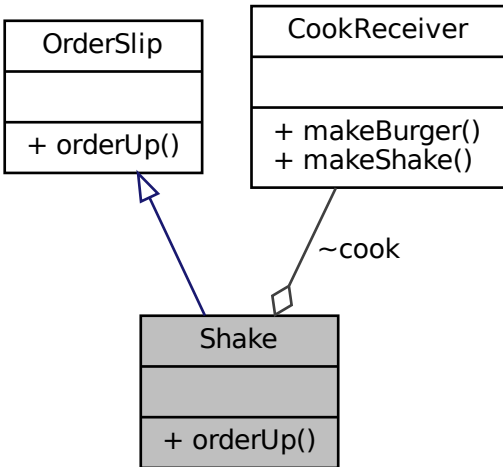 OrderSlip
+ orderUp()
CookReceiver
+ makeBurger()
+ makeShake()
~cook
Shake
+ orderUp()